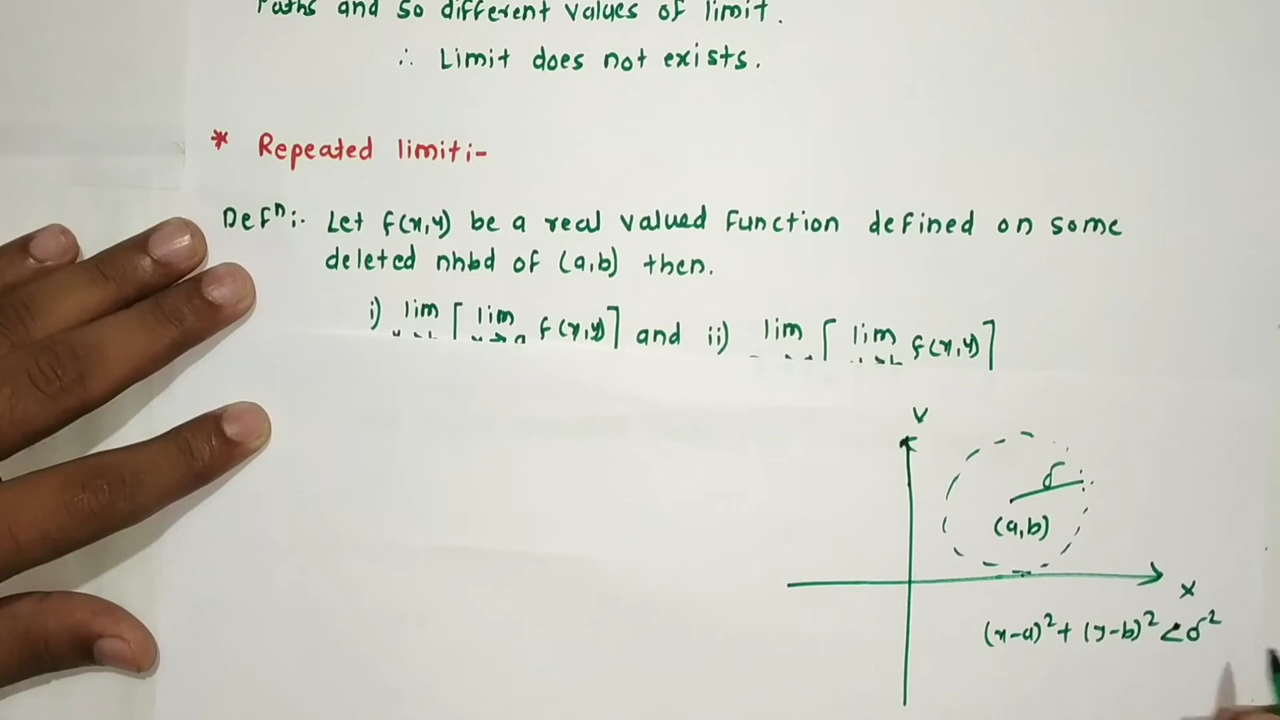 Paths and so different values of limit.
∴ Limit does not exists.
* Repeated limit:-
Defⁿ:- Let f(x,y) be a real valued function defined on some
deleted nhbd of (a,b) then.
i) lim [ lim f(x,y)] and ii) lim [ lim f(x,y)]
y
δ
(a,b)
x
(x-a)²+ (y-b)² <δ²